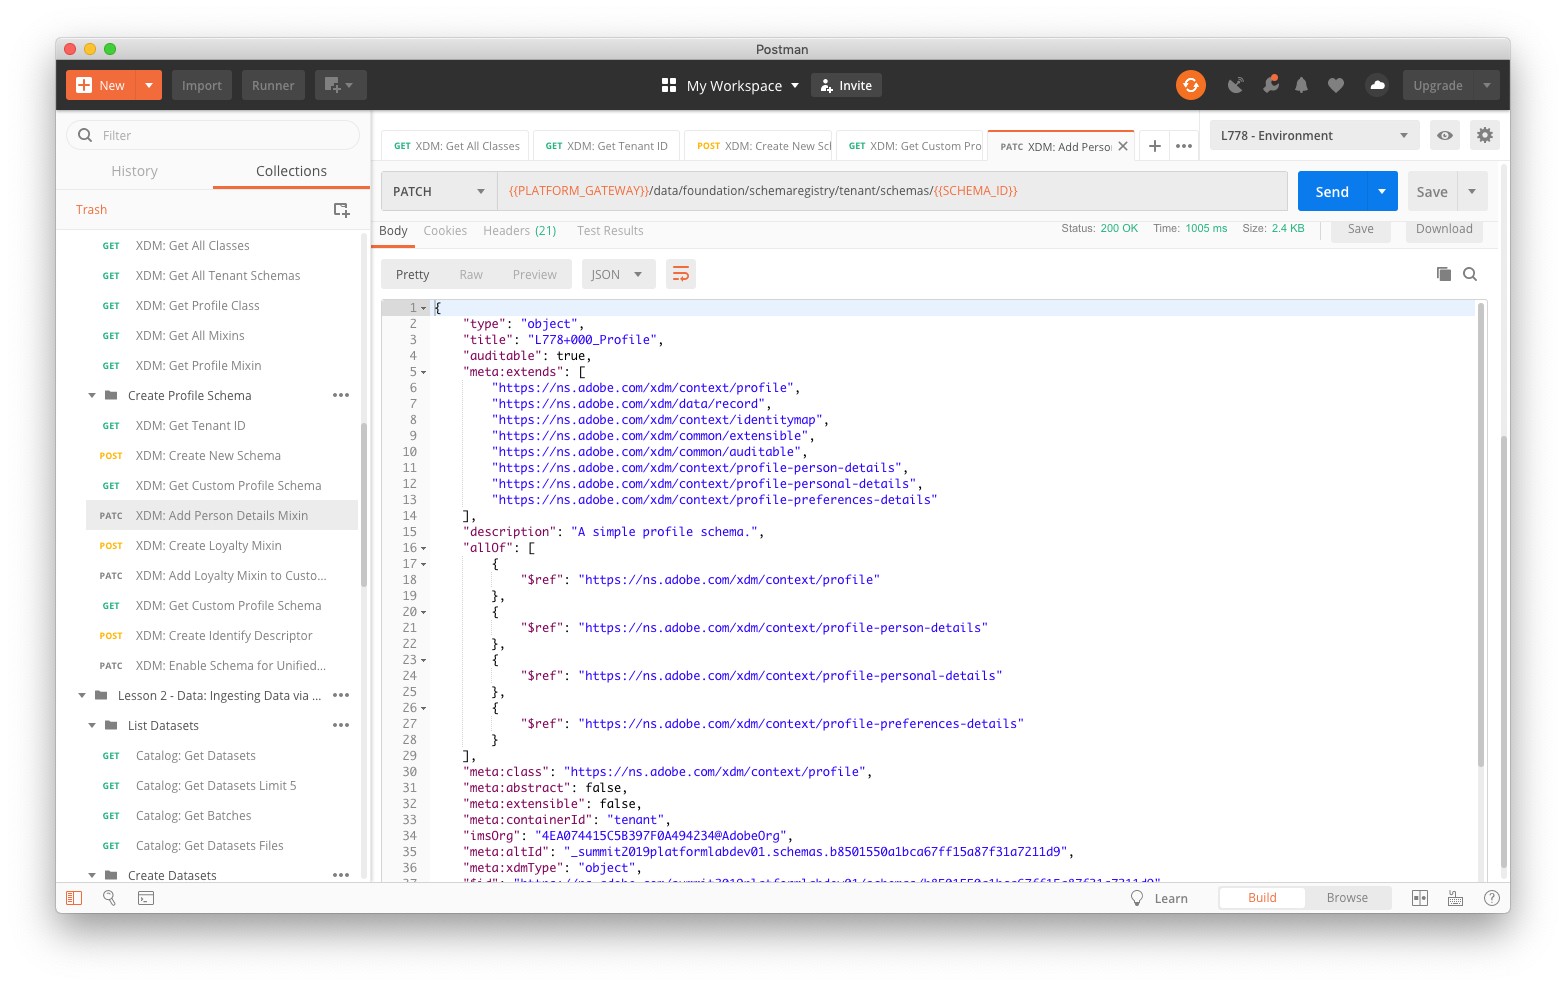 Postman
New
Import
Runner
My Workspace
Invite
Upgrade
Filter
History
Collections
Trash
GET XDM: Get All Classes
GET XDM: Get All Tenant Schemas
GET XDM: Get Profile Class
GET XDM: Get All Mixins
GET XDM: Get Profile Mixin
Create Profile Schema
GET XDM: Get Tenant ID
POST XDM: Create New Schema
GET XDM: Get Custom Profile Schema
PATC XDM: Add Person Details Mixin
POST XDM: Create Loyalty Mixin
PATC XDM: Add Loyalty Mixin to Custo...
GET XDM: Get Custom Profile Schema
POST XDM: Create Identify Descriptor
PATC XDM: Enable Schema for Unified...
Lesson 2 - Data: Ingesting Data via ...
List Datasets
GET Catalog: Get Datasets
GET Catalog: Get Datasets Limit 5
GET Catalog: Get Batches
GET Catalog: Get Datasets Files
Create Datasets
GET XDM: Get All Classes
GET XDM: Get Tenant ID
POST XDM: Create New Scl
GET XDM: Get Custom Pro
PATC XDM: Add Perso
L778 - Environment
PATCH
{{PLATFORM_GATEWAY}}/data/foundation/schemaregistry/tenant/schemas/{{SCHEMA_ID}}
Send
Save
Body
Cookies
Headers (21)
Test Results
Status: 200 OK
Time: 1005 ms
Size: 2.4 KB
Save
Download
Pretty
Raw
Preview
JSON
1 {
2 "type": "object",
3 "title": "L778+000_Profile",
4 "auditable": true,
5 "meta:extends": [
6 "https://ns.adobe.com/xdm/context/profile",
7 "https://ns.adobe.com/xdm/data/record",
8 "https://ns.adobe.com/xdm/context/identitymap",
9 "https://ns.adobe.com/xdm/common/extensible",
10 "https://ns.adobe.com/xdm/common/auditable",
11 "https://ns.adobe.com/xdm/context/profile-person-details",
12 "https://ns.adobe.com/xdm/context/profile-personal-details",
13 "https://ns.adobe.com/xdm/context/profile-preferences-details"
14 ],
15 "description": "A simple profile schema.",
16 "allOf": [
17 {
18 "$ref": "https://ns.adobe.com/xdm/context/profile"
19 },
20 {
21 "$ref": "https://ns.adobe.com/xdm/context/profile-person-details"
22 },
23 {
24 "$ref": "https://ns.adobe.com/xdm/context/profile-personal-details"
25 },
26 {
27 "$ref": "https://ns.adobe.com/xdm/context/profile-preferences-details"
28 }
29 ],
30 "meta:class": "https://ns.adobe.com/xdm/context/profile",
31 "meta:abstract": false,
32 "meta:extensible": false,
33 "meta:containerId": "tenant",
34 "imsOrg": "4EA074415C5B397F0A494234@AdobeOrg",
35 "meta:altId": "_summit2019platformlabdev01.schemas.b8501550a1bca67ff15a87f31a7211d9",
36 "meta:xdmType": "object",
37 "$id": "https://ns.adobe.com/summit2019platformlabdev01/schemas/b8501550a1bca67ff15a87f31a7211d9",
Learn
Build
Browse